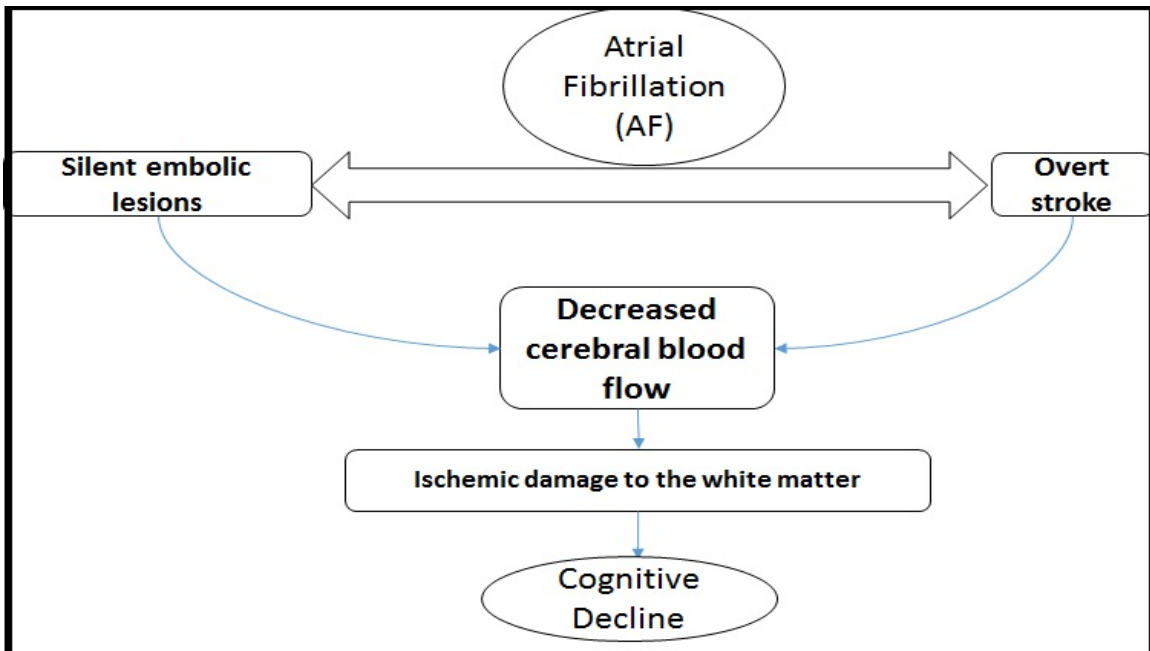 Atrial
Fibrillation
(AF)
Silent embolic
lesions
Overt
stroke
Decreased
cerebral blood
flow
Ischemic damage to the white matter
Cognitive
Decline